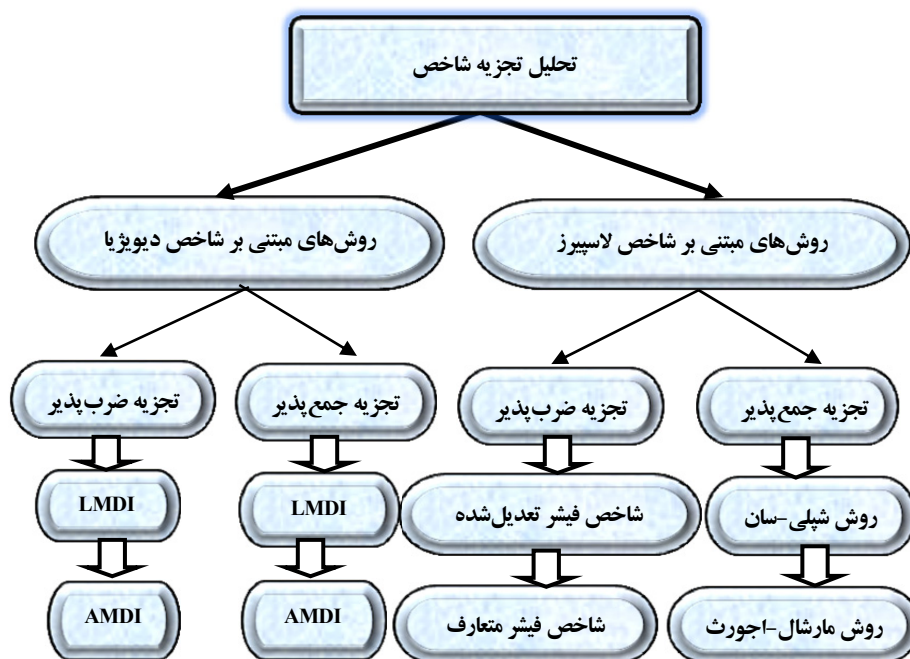 تحلیل تجزیه شاخص
روش‌های مبتنی بر شاخص لاسپیرز
روش‌های مبتنی بر شاخص دیویژیا
تجزیه جمع‌پذیر
تجزیه ضرب‌پذیر
تجزیه جمع‌پذیر
تجزیه ضرب‌پذیر
روش شپلی-سان
شاخص فیشر تعدیل‌شده
LMDI
LMDI
روش مارشال-اجورث
شاخص فیشر متعارف
AMDI
AMDI